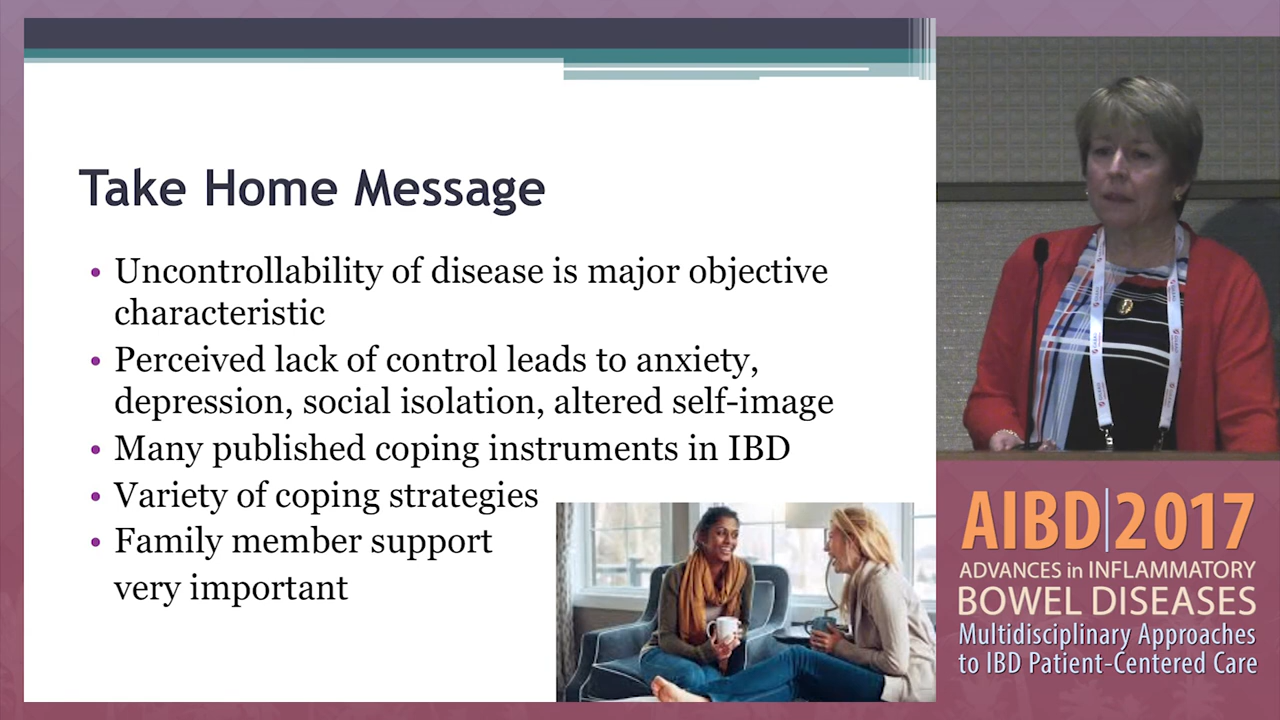 Take Home Message
• Uncontrollability of disease is major objective
characteristic
• Perceived lack of control leads to anxiety,
depression, social isolation, altered self-image
• Many published coping instruments in IBD
• Variety of coping strategies
• Family member support
very important
AIBD|2017
ADVANCES in INFLAMMATORY
BOWEL DISEASES
Multidisciplinary Approaches
to IBD Patient-Centered Care